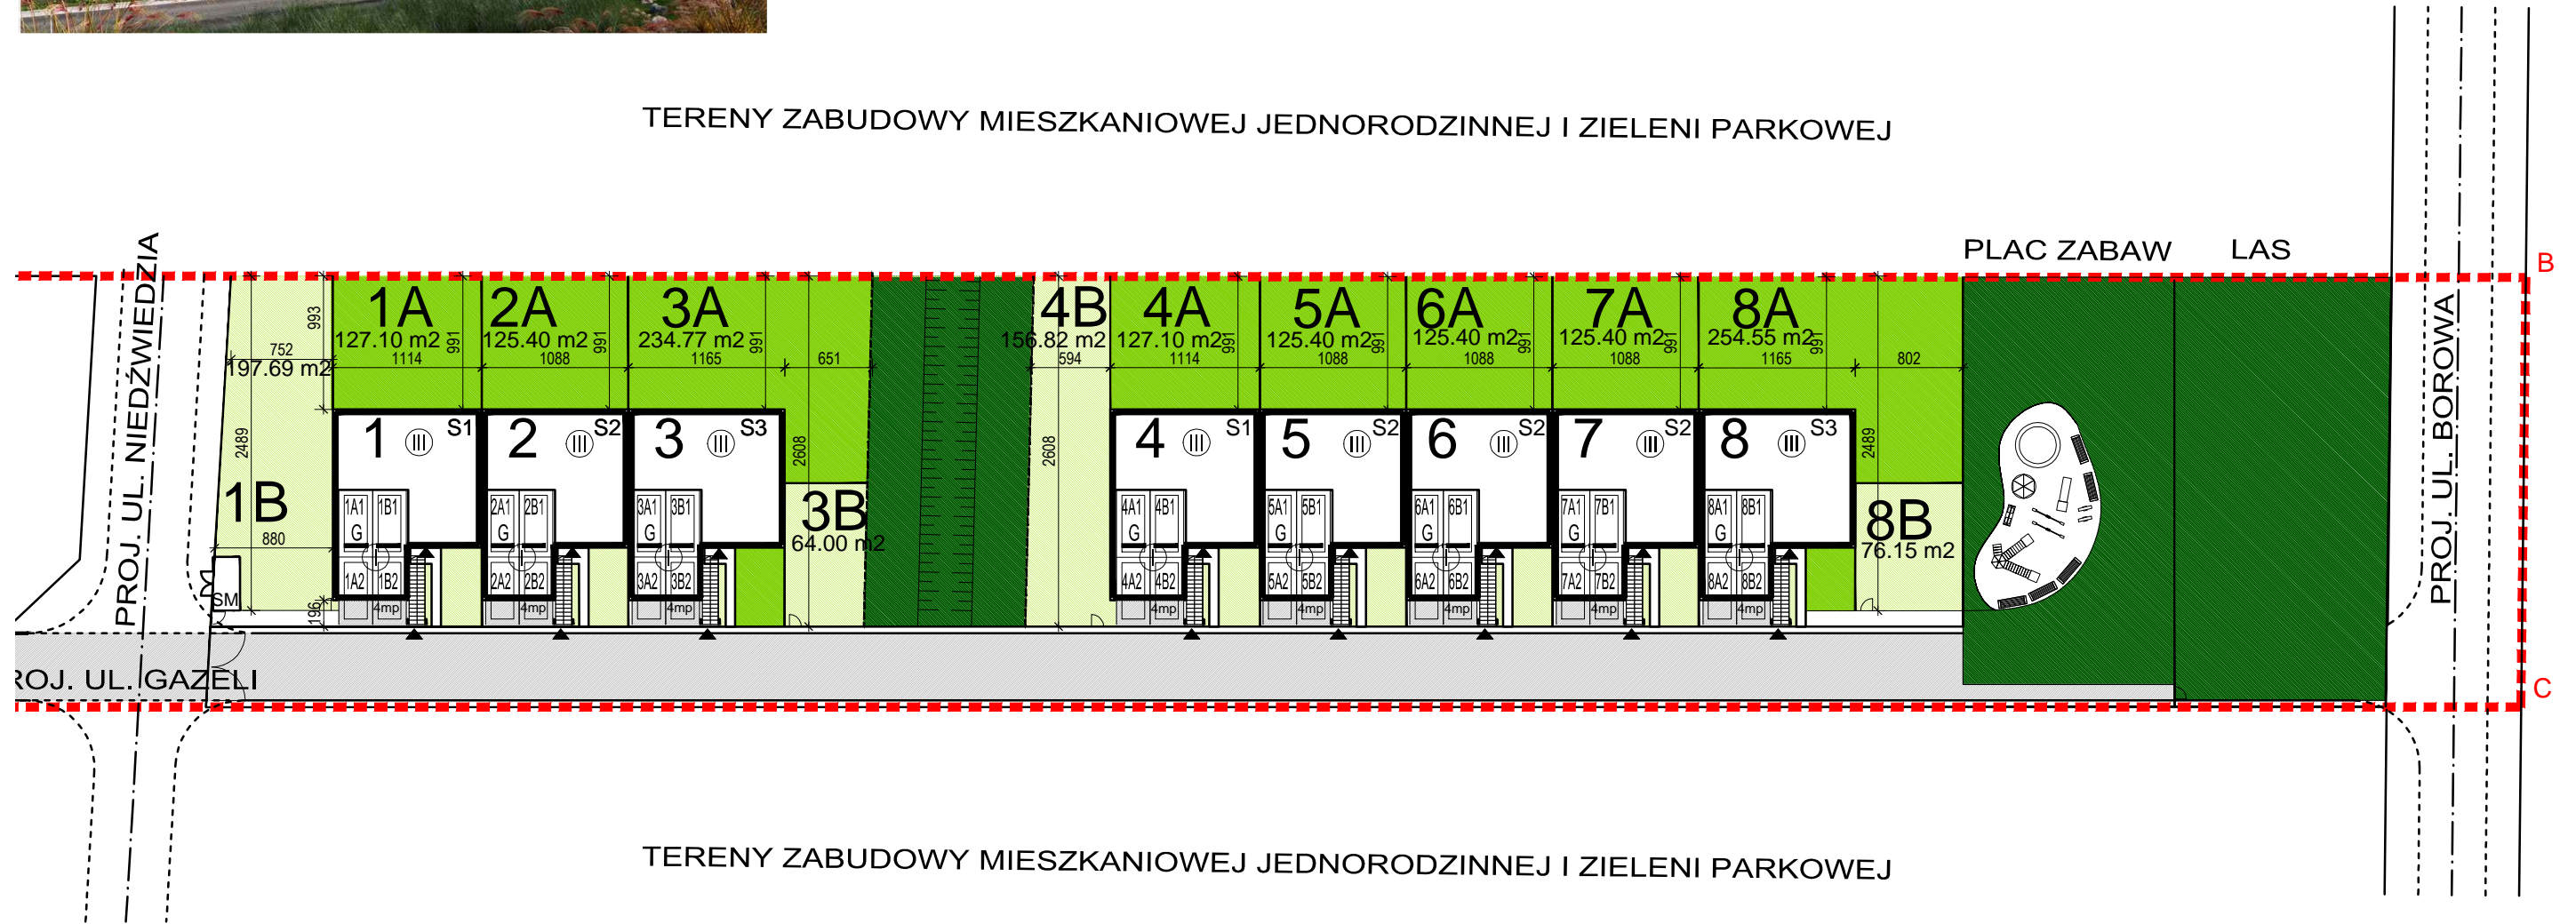 TERENY ZABUDOWY MIESZKANIOWEJ JEDNORODZINNEJ I ZIELENI PARKOWEJ
PLAC ZABAW
LAS
B
PROJ. UL. NIEDŹWIEDZIA
PROJ. UL. BOROWA
1A
127.10 m2
1114
991
2A
125.40 m2
1088
991
3A
234.77 m2
1165
991
651
4B
156.82 m2
594
4A
127.10 m2
1114
991
5A
125.40 m2
1088
991
6A
125.40 m2
1088
991
7A
125.40 m2
1088
991
8A
254.55 m2
1165
991
802
993
752
197.69 m2
2489
1B
880
196
SM
1
S1
2
S2
3
S3
2608
3B
64.00 m2
2608
4
S1
5
S2
6
S2
7
S2
8
S3
2489
8B
76.15 m2
1A1 1B1
G
1A2 1B2
4mp
2A1 2B1
G
2A2 2B2
4mp
3A1 3B1
G
3A2 3B2
4mp
4A1 4B1
G
4A2 4B2
4mp
5A1 5B1
G
5A2 5B2
4mp
6A1 6B1
G
6A2 6B2
4mp
7A1 7B1
G
7A2 7B2
4mp
8A1 8B1
G
8A2 8B2
4mp
ROJ. UL. GAZELI
C
TERENY ZABUDOWY MIESZKANIOWEJ JEDNORODZINNEJ I ZIELENI PARKOWEJ